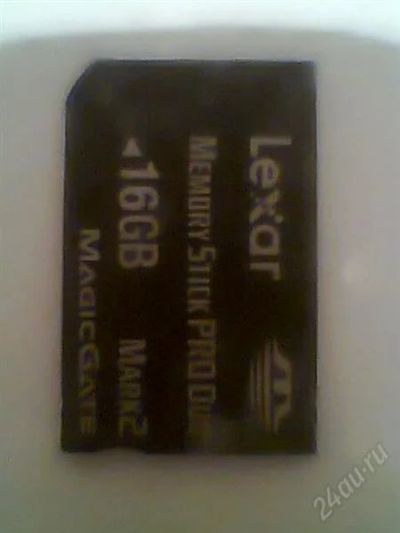 Lexar
MEMORY STICK PRO DUO
16GB MARK2
MAGICGATE
24au.ru